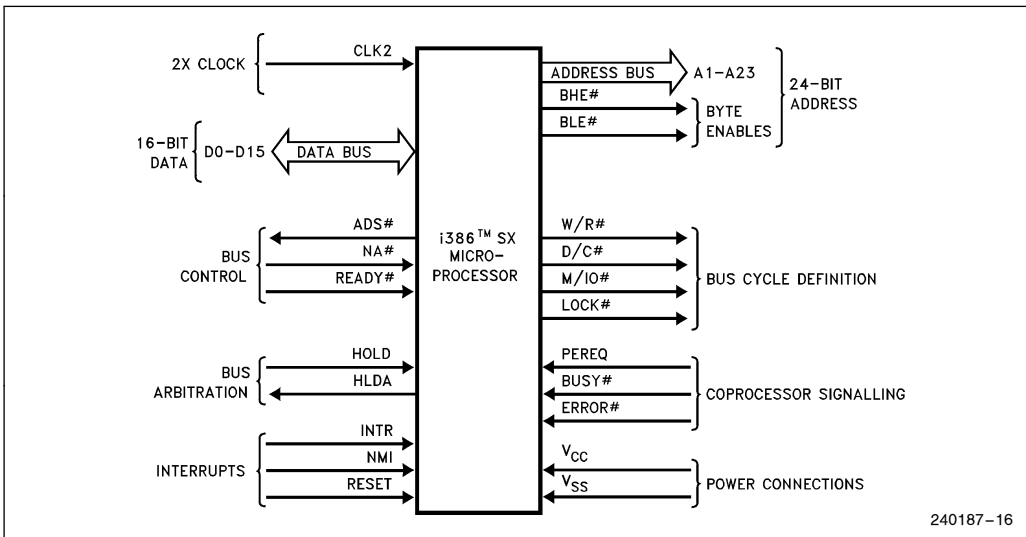 2X CLOCK
CLK2
16-BIT
DATA
D0-D15
DATA BUS
BUS
CONTROL
ADS#
NA#
READY#
BUS
ARBITRATION
HOLD
HLDA
INTERRUPTS
INTR
NMI
RESET
i386™ SX
MICRO-
PROCESSOR
ADDRESS BUS
A1-A23
BHE#
BLE#
BYTE
ENABLES
24-BIT
ADDRESS
W/R#
D/C#
M/IO#
LOCK#
BUS CYCLE DEFINITION
PEREQ
BUSY#
ERROR#
COPROCESSOR SIGNALLING
VCC
VSS
POWER CONNECTIONS
240187-16